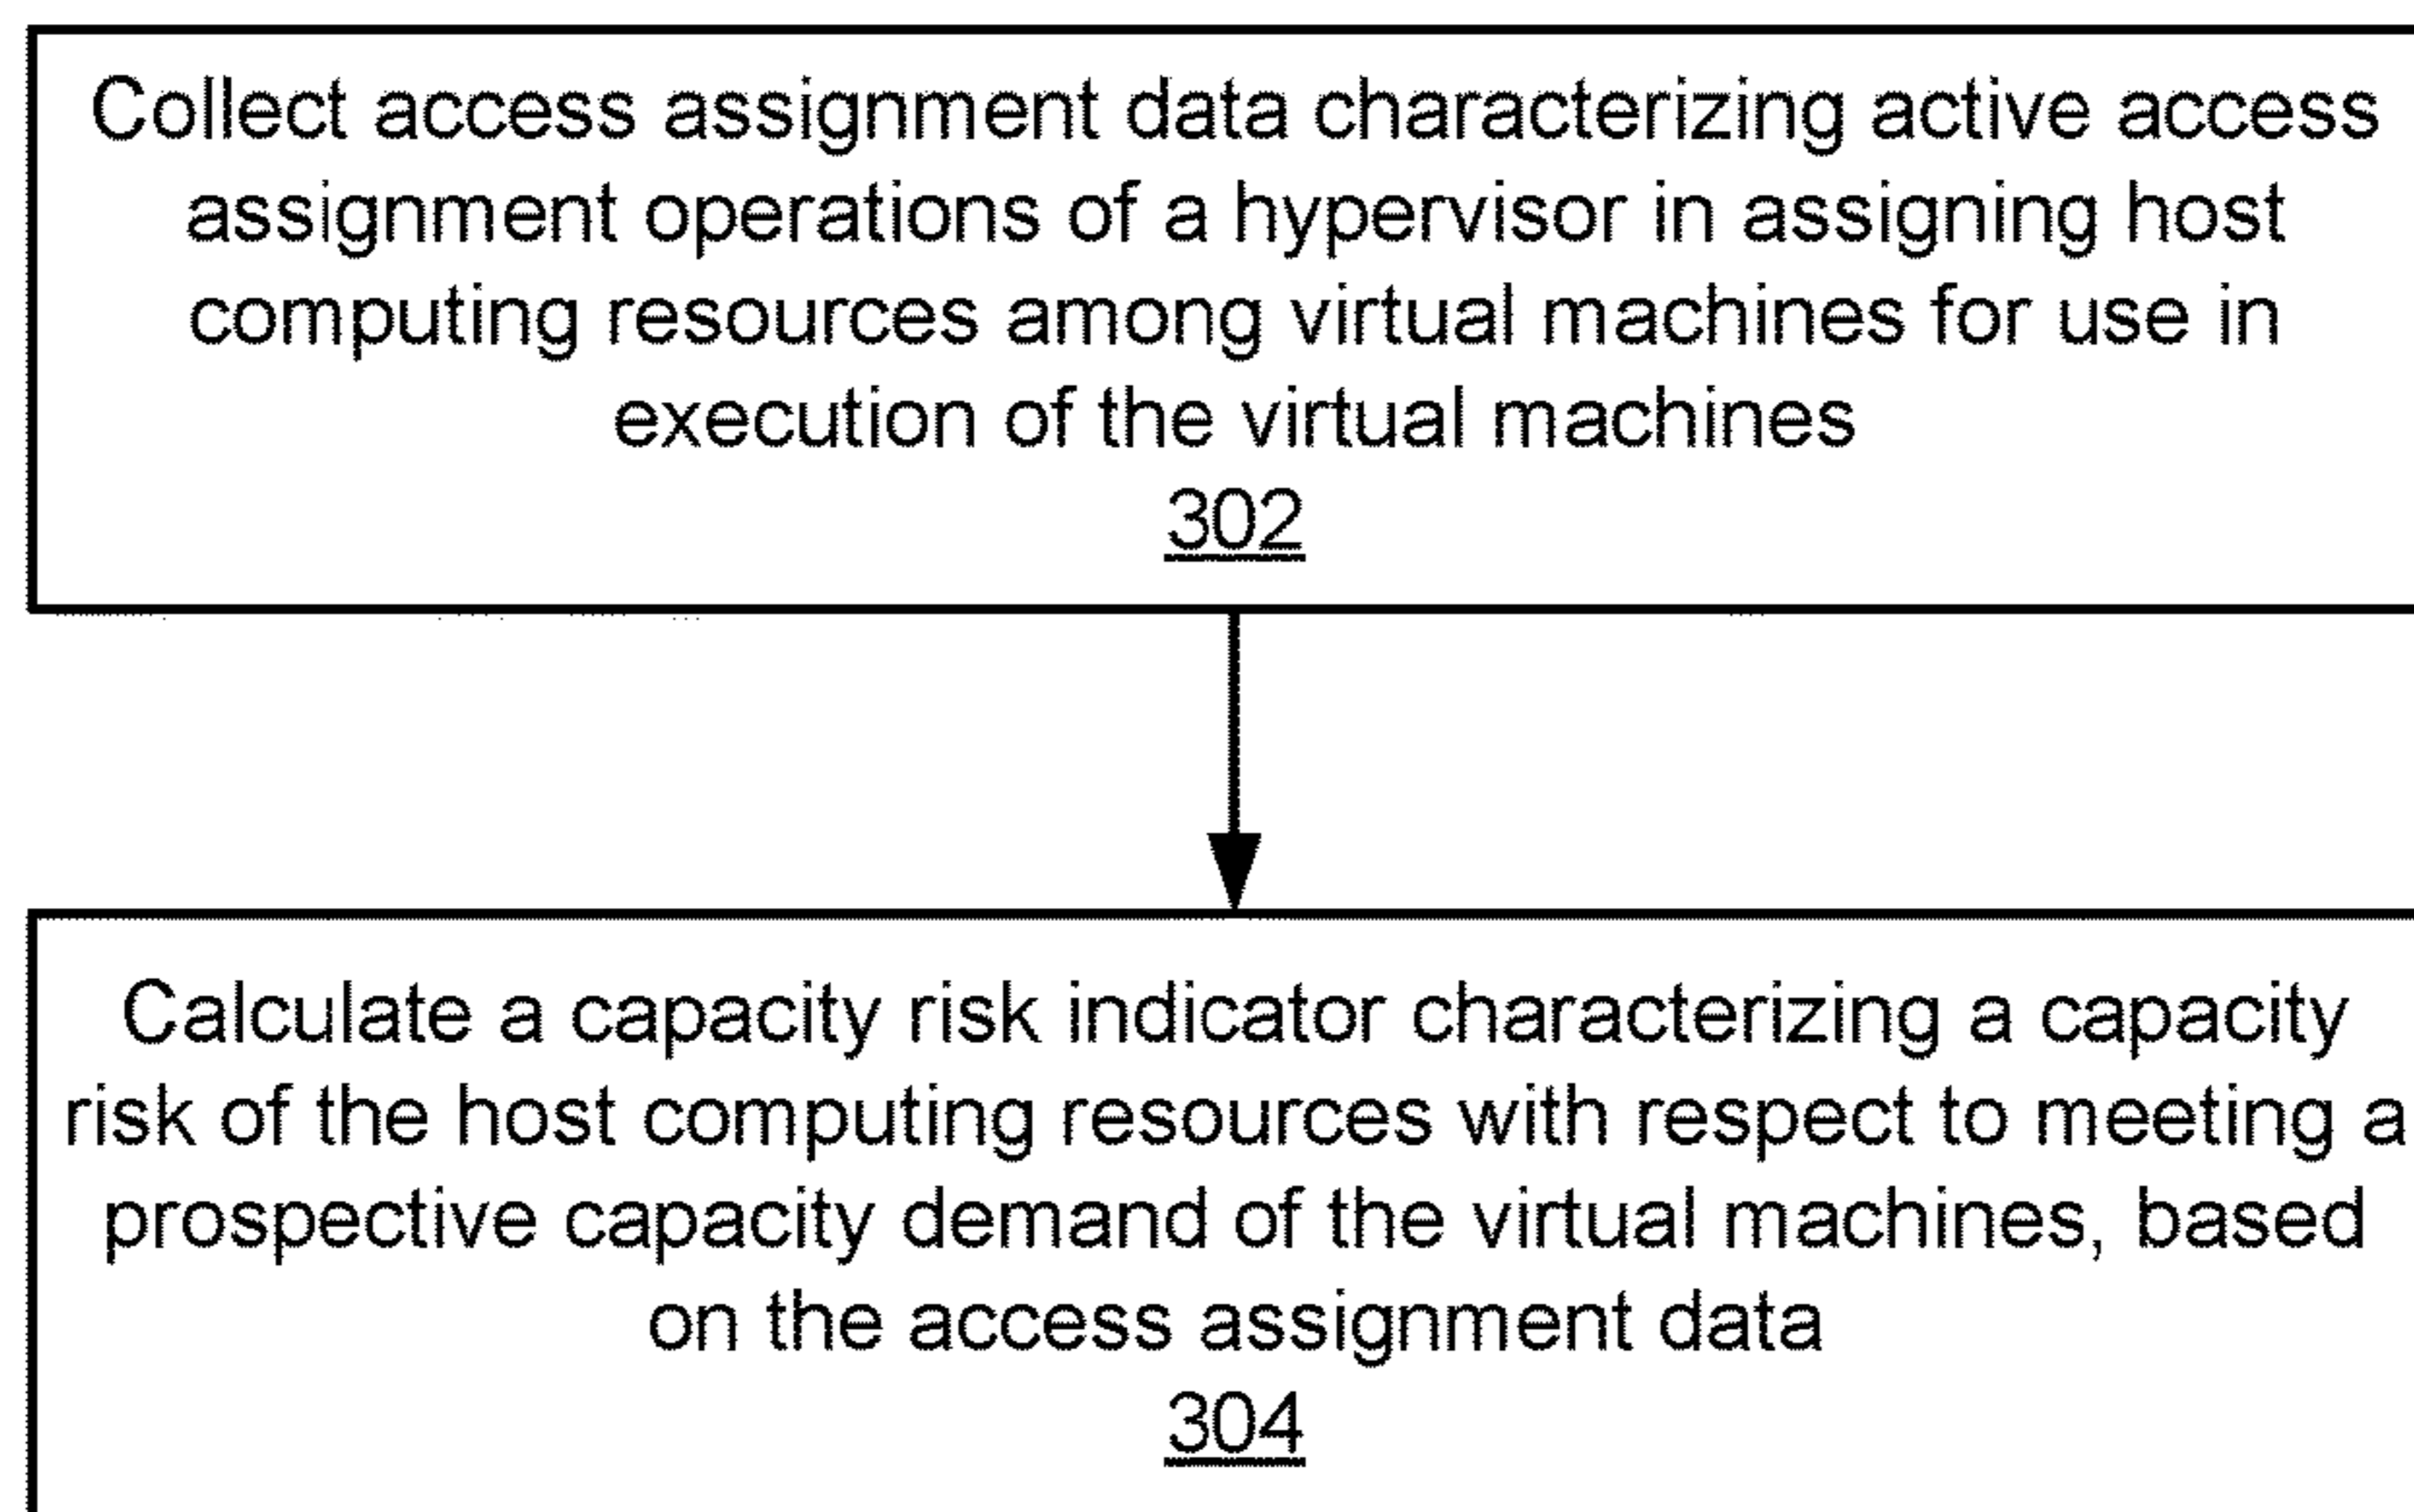 Collect access assignment data characterizing active access
assignment operations of a hypervisor in assigning host
computing resources among virtual machines for use in
execution of the virtual machines
302
Calculate a capacity risk indicator characterizing a capacity
risk of the host computing resources with respect to meeting a
prospective capacity demand of the virtual machines, based
on the access assignment data
304